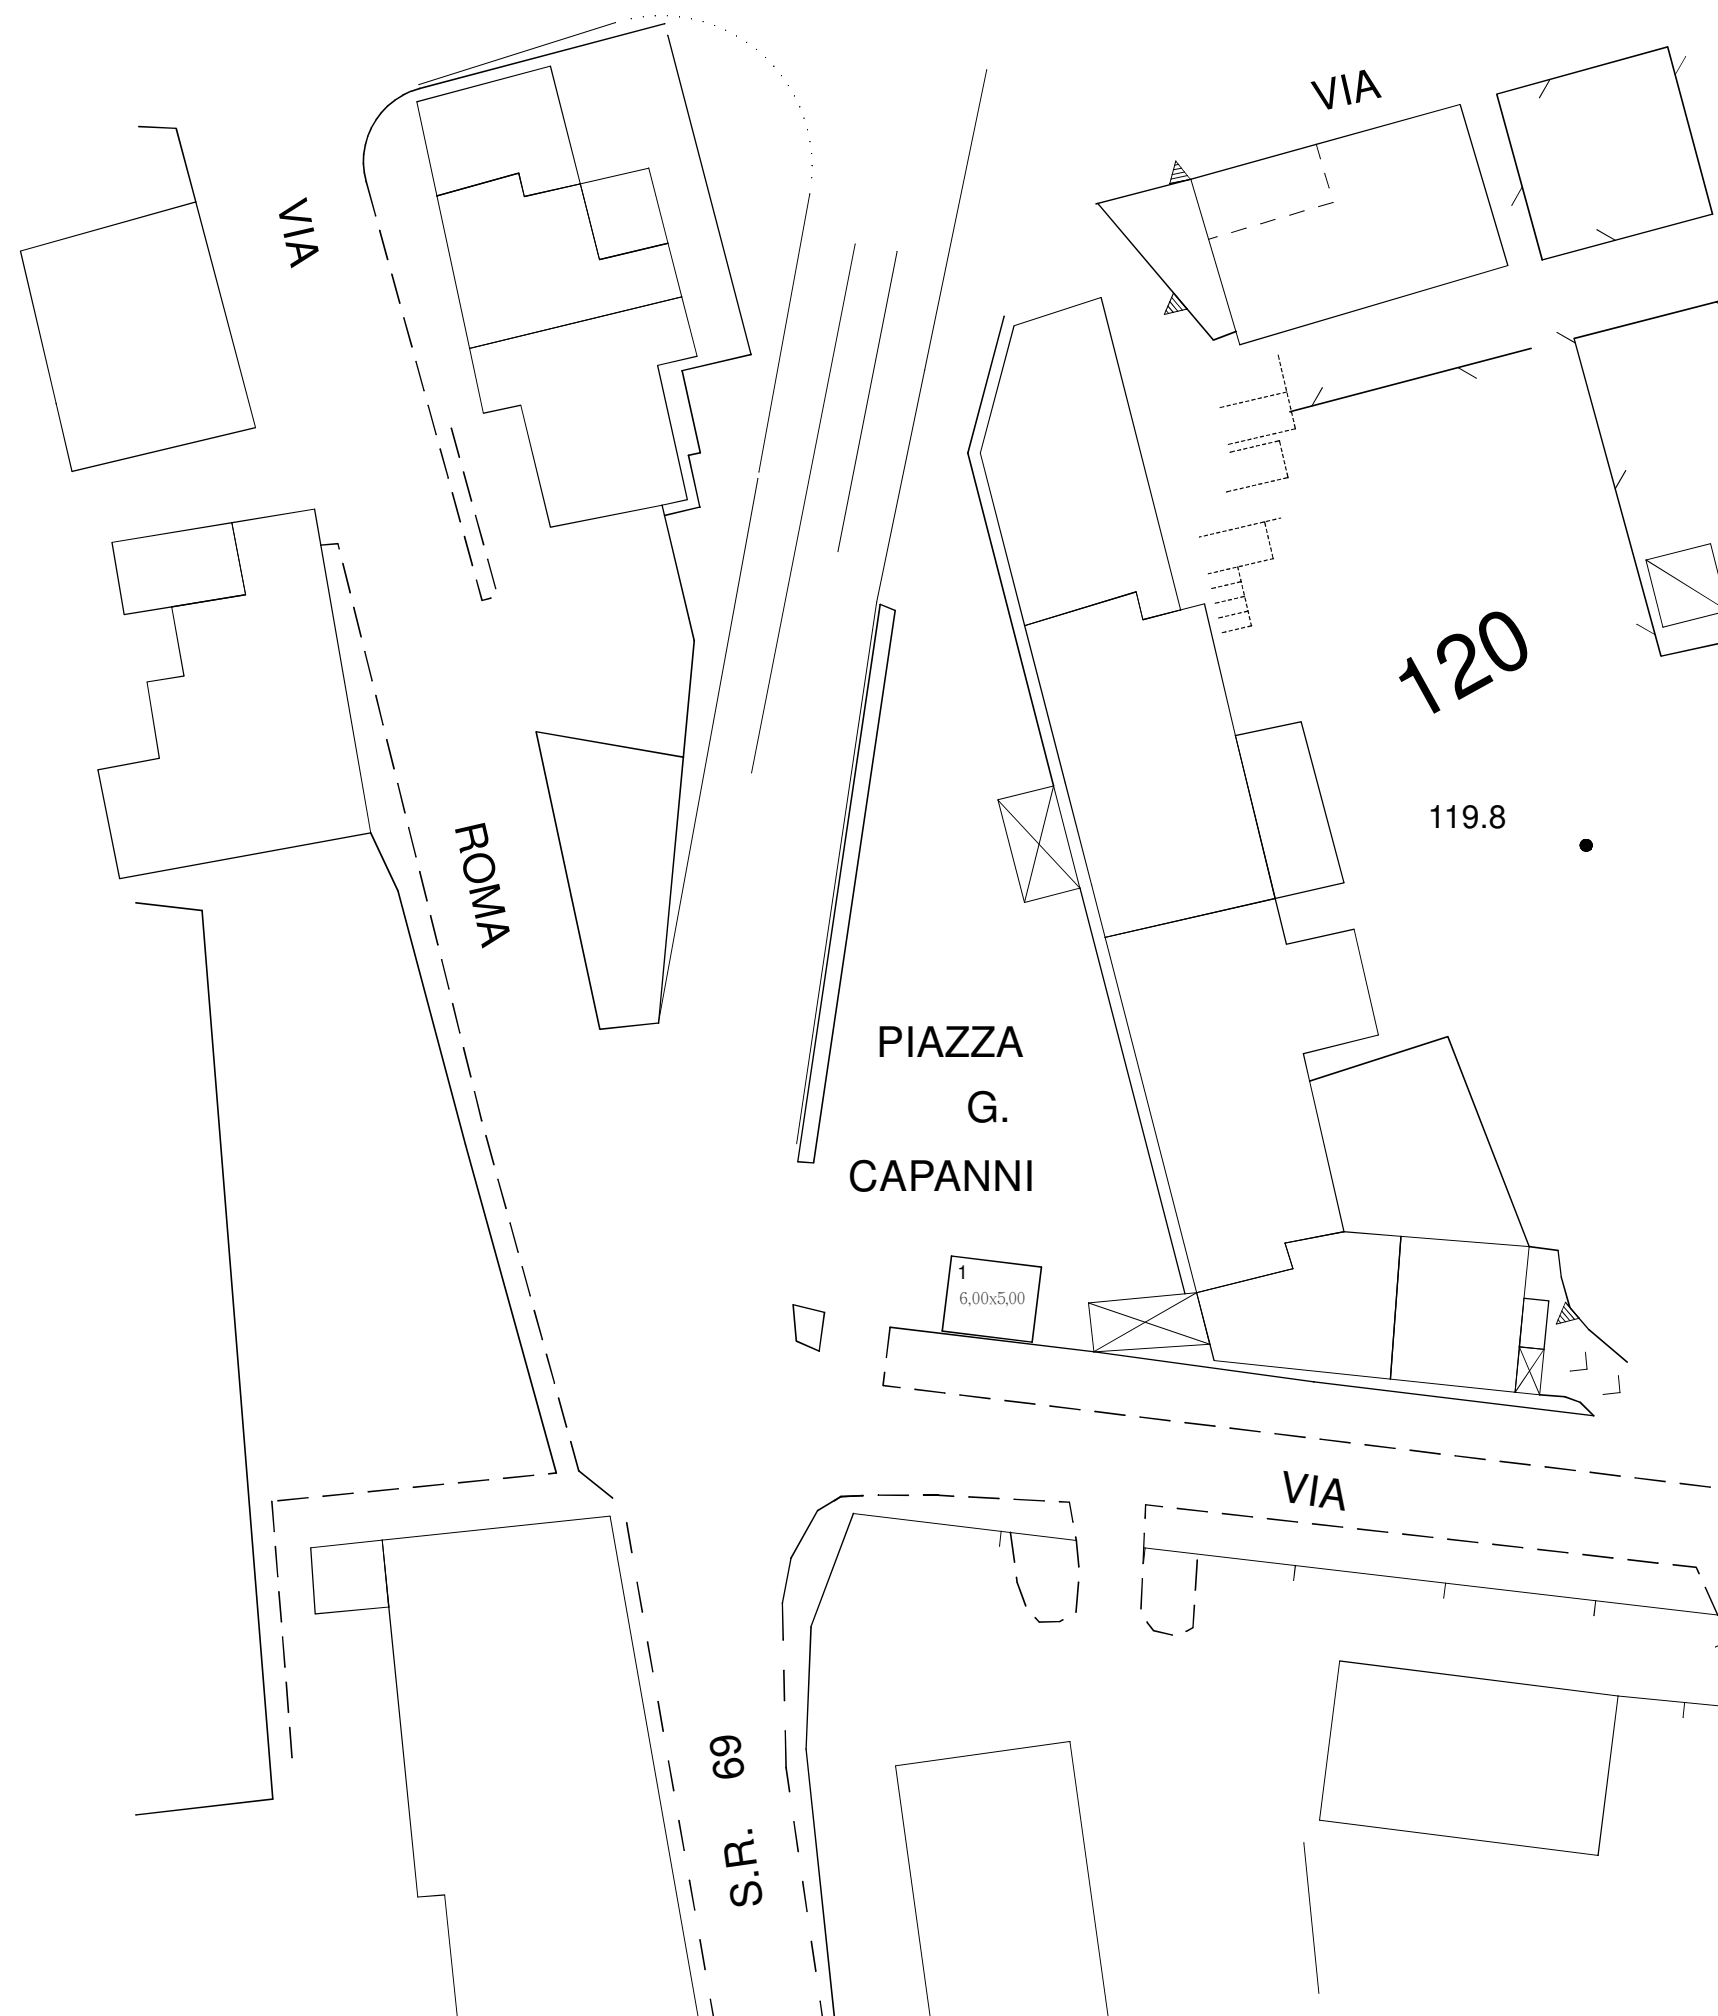 VIA
VIA
120
119.8
ROMA
PIAZZA
G.
CAPANNI
1
6,00x5,00
VIA
S.R. 69